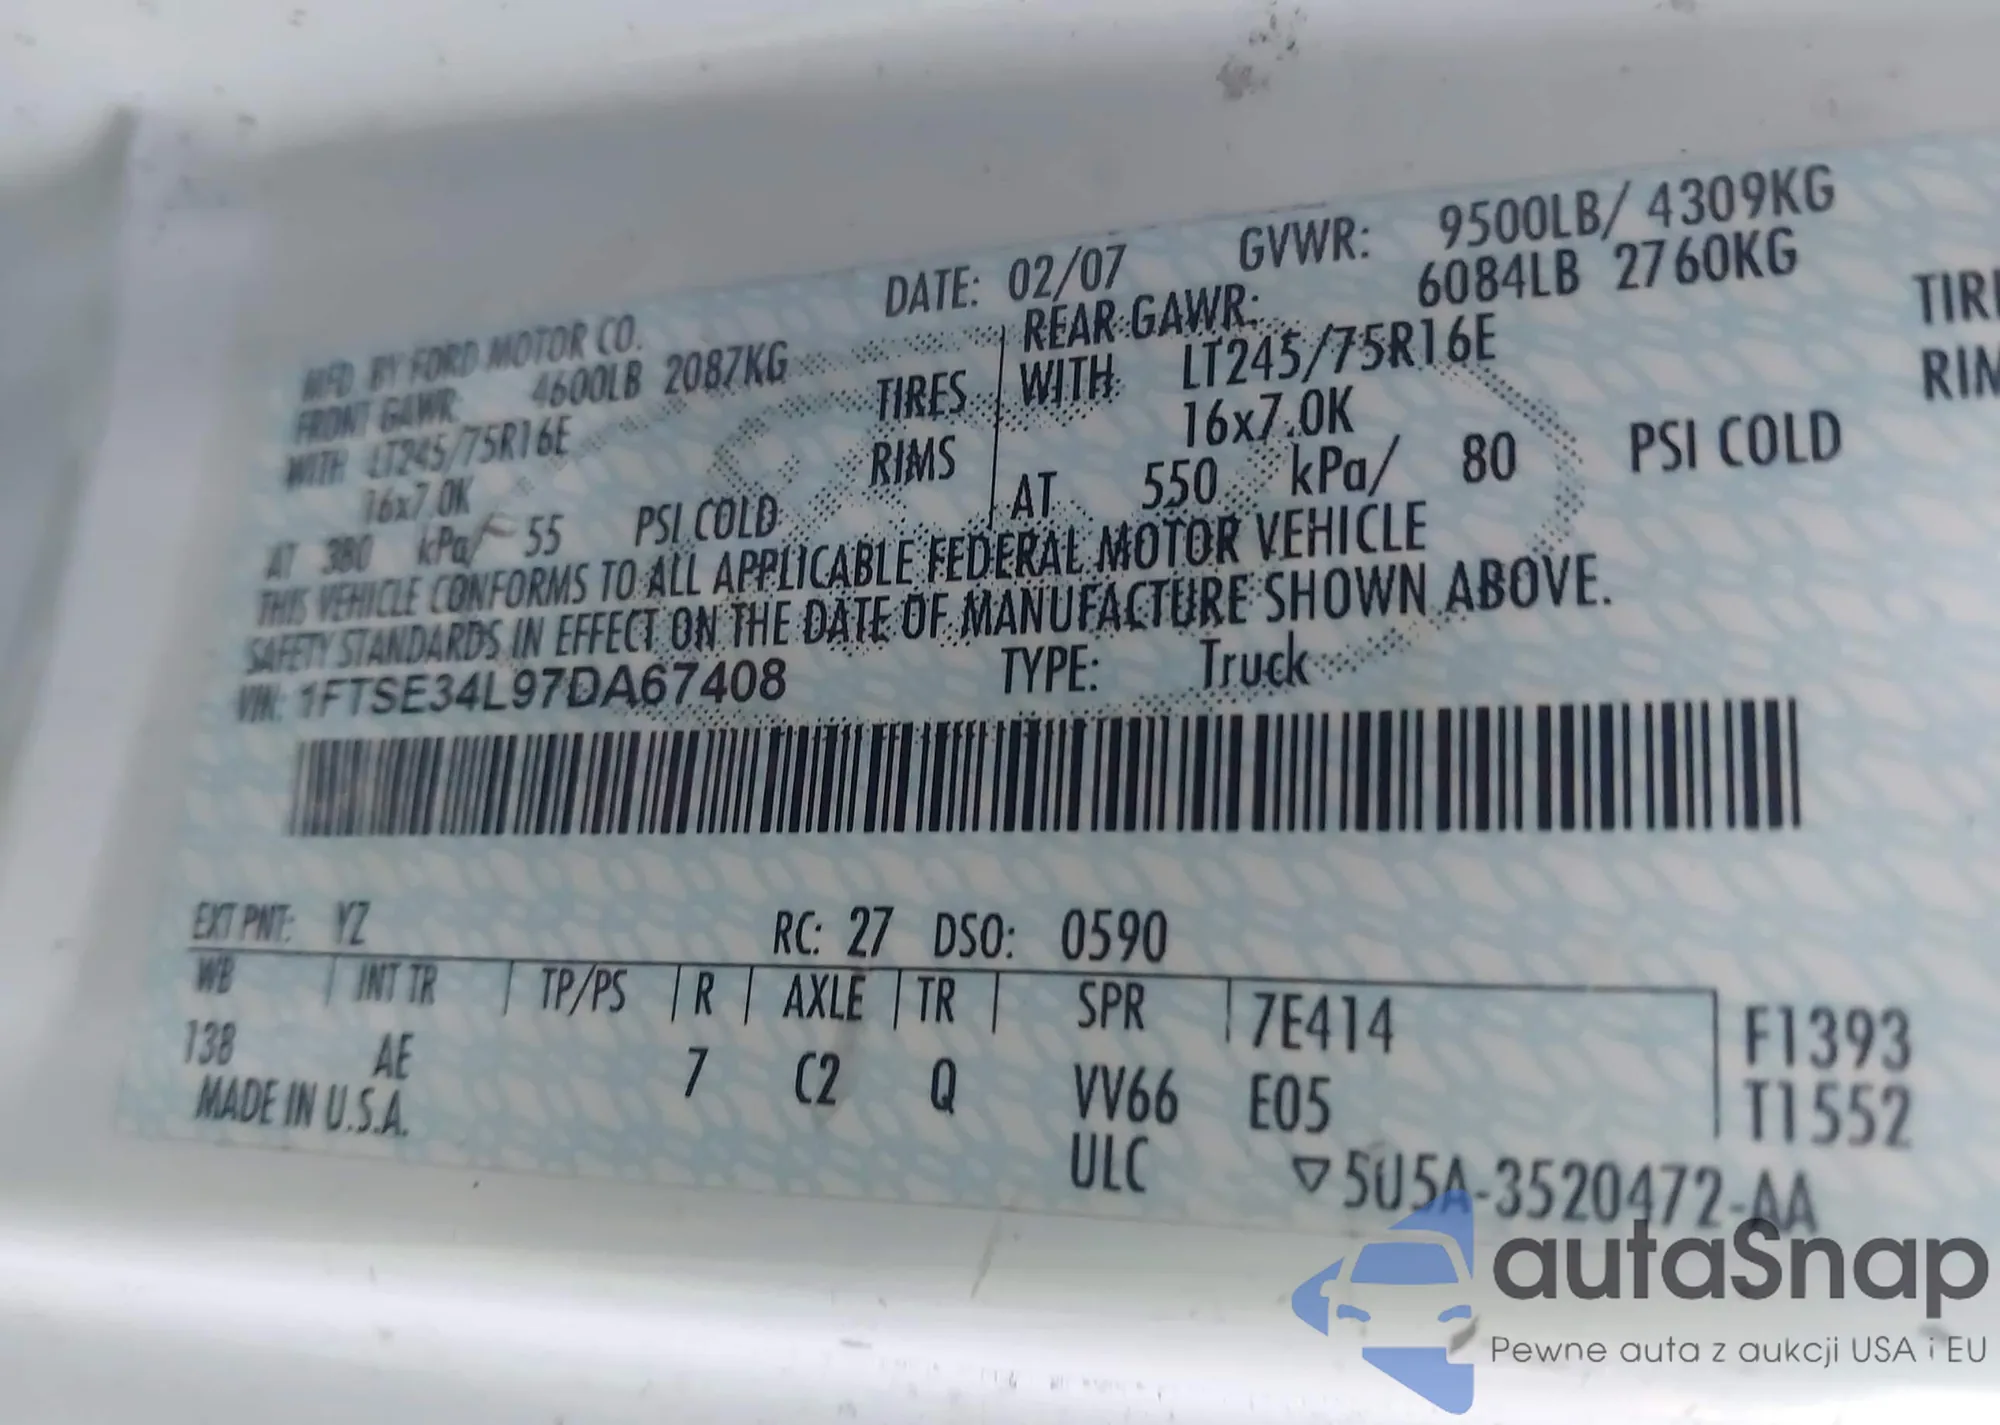 MFD. BY FORD MOTOR CO. DATE: 02/07 GVWR: 9500LB/ 4309KG
FRONT GAWR: 4600LB 2087KG REAR GAWR: 6084LB 2760KG
WITH LT245/75R16E TIRES WITH LT245/75R16E TIR
16x7.0K RIMS 16x7.0K RIM
AT 380 kPa/ 55 PSI COLD AT 550 kPa/ 80 PSI COLD
THIS VEHICLE CONFORMS TO ALL APPLICABLE FEDERAL MOTOR VEHICLE
SAFETY STANDARDS IN EFFECT ON THE DATE OF MANUFACTURE SHOWN ABOVE.
VIN: 1FTSE34L97DA67408 TYPE: Truck
EXT PNT: YZ RC: 27 DSO: 0590
WB INT TR TP/PS R AXLE TR SPR 7E414 F1393
138 AE 7 C2 Q VV66 E05 T1552
MADE IN U.S.A. ULC ▽5U5A-3520472-AA
autaSnap
Pewne auta z aukcji USA i EU